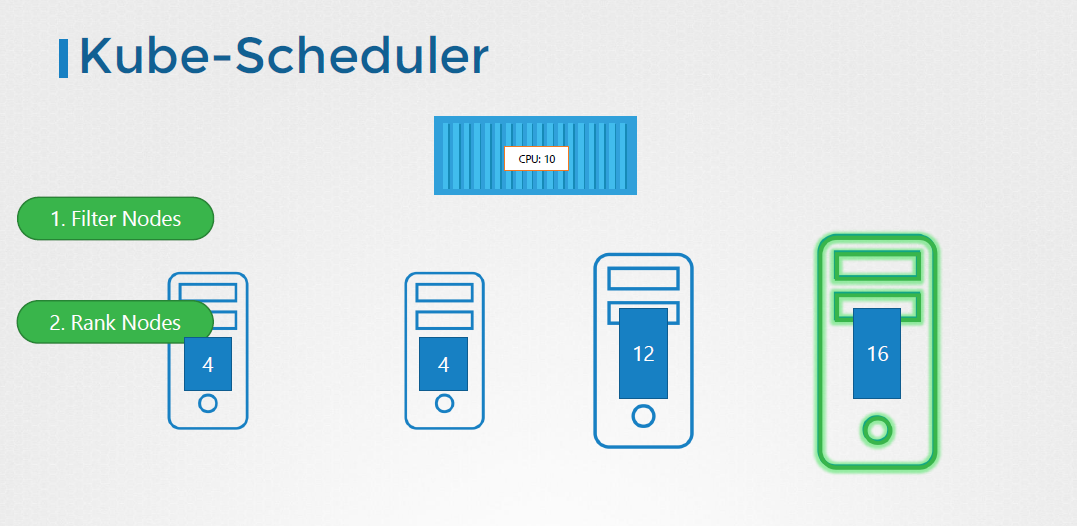 Kube-Scheduler
CPU: 10
1. Filter Nodes
2. Rank Nodes
4
4
12
16